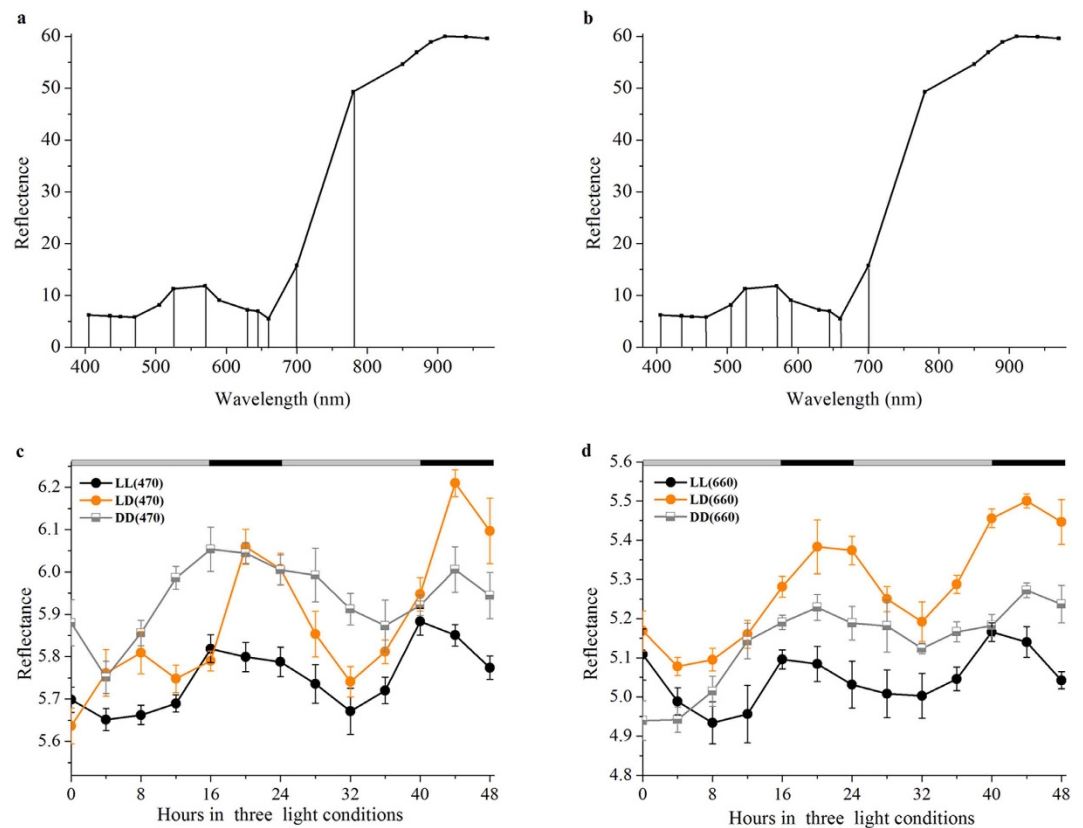 a
60
50
40
30
20
10
0
Reflectence
400 500 600 700 800 900
Wavelength (nm)
b
60
50
40
30
20
10
0
Reflectence
400 500 600 700 800 900
Wavelength (nm)
c
LL(470)
LD(470)
DD(470)
6.2
6.1
6.0
5.9
5.8
5.7
5.6
Reflectance
0 8 16 24 32 40 48
Hours in three light conditions
d
LL(660)
LD(660)
DD(660)
5.6
5.5
5.4
5.3
5.2
5.1
5.0
4.9
4.8
Reflectance
0 8 16 24 32 40 48
Hours in three light conditions